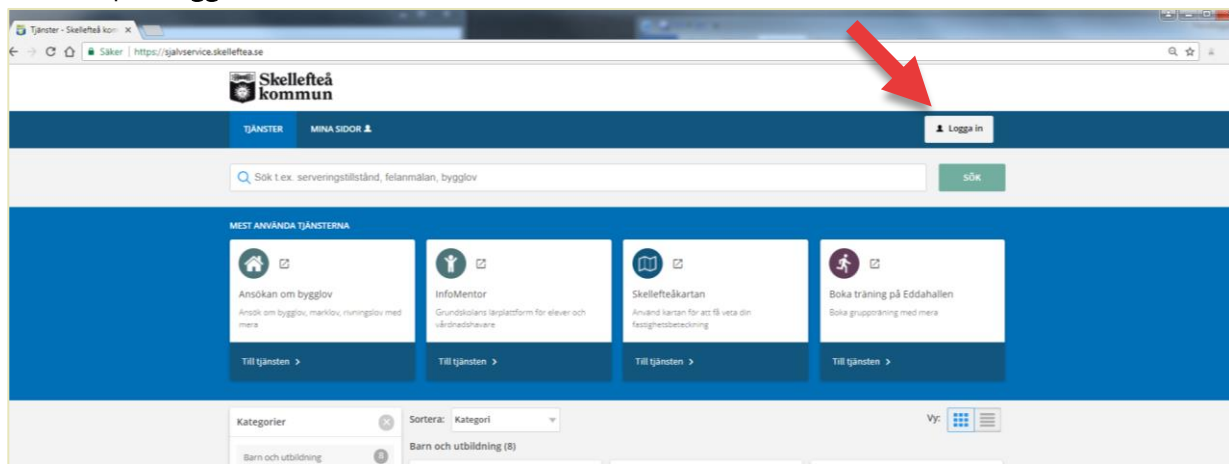 Tjänster - Skellefteå kom
Säker | https://sjalvservice.skelleftea.se
Skellefteå
kommun
TJÄNSTER MINA SIDOR
Logga in
Sök t.ex. serveringstillstånd, felanmälan, bygglov
SÖK
MEST ANVÄNDA TJÄNSTERNA
Ansökan om bygglov
Ansök om bygglov, marklov, rivningslov med
mera
Till tjänsten >
InfoMentor
Grundskolans lärplattform för elever och
vårdnadshavare
Till tjänsten >
Skellefteåkartan
Använd kartan för att få veta din
fastighetsbeteckning
Till tjänsten >
Boka träning på Eddahallen
Boka gruppträning med mera
Till tjänsten >
Kategorier
Barn och utbildning 8
Sortera: Kategori
Vy:
Barn och utbildning (8)